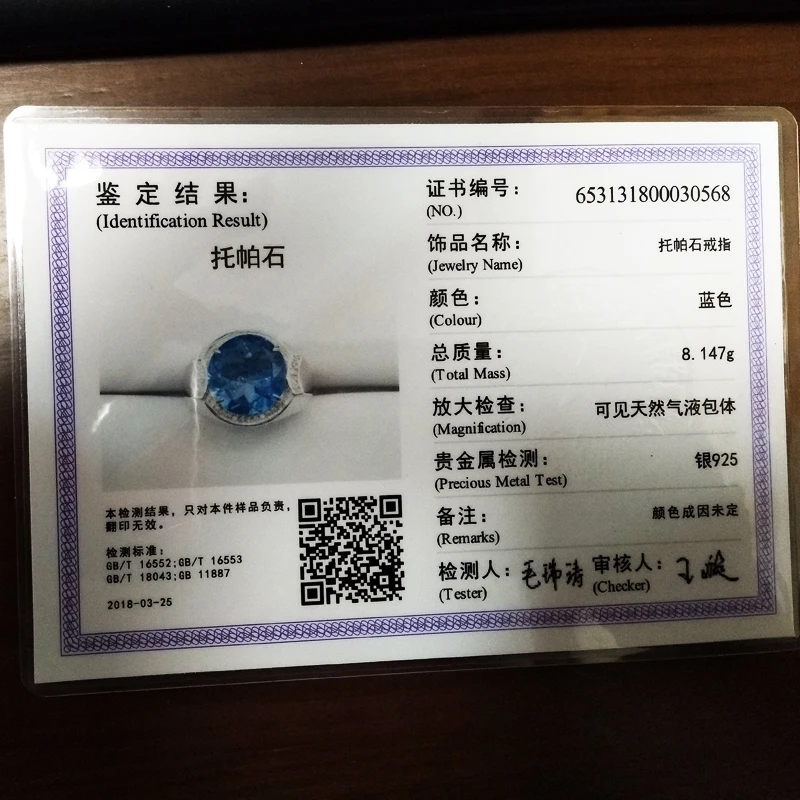 鉴定结果:
(Identification Result)
托帕石
本检测结果，只对本件样品负责，
翻印无效。
检测标准:
GB/T 16552;GB/T 16553
GB/T 18043;GB 11887
2018-03-25
证书编号: 653131800030568
(NO.)
饰品名称: 托帕石戒指
(Jewelry Name)
颜色: 蓝色
(Colour)
总质量: 8.147g
(Total Mass)
放大检查: 可见天然气液包体
(Magnification)
贵金属检测: 银925
(Precious Metal Test)
备注: 颜色成因未定
(Remarks)
检测人: 审核人:
(Tester) (Checker)